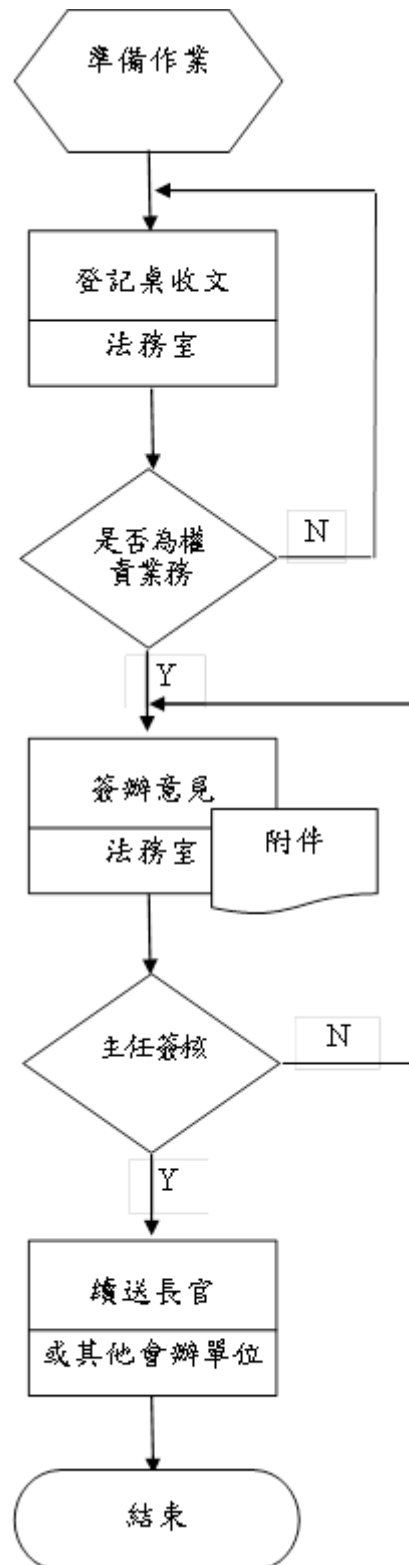 準備作業
登記桌收文
法務室
是否為權
責業務
N
Y
簽辦意見
法務室
附件
主任簽核
N
Y
續送長官
或其他會辦單位
結束